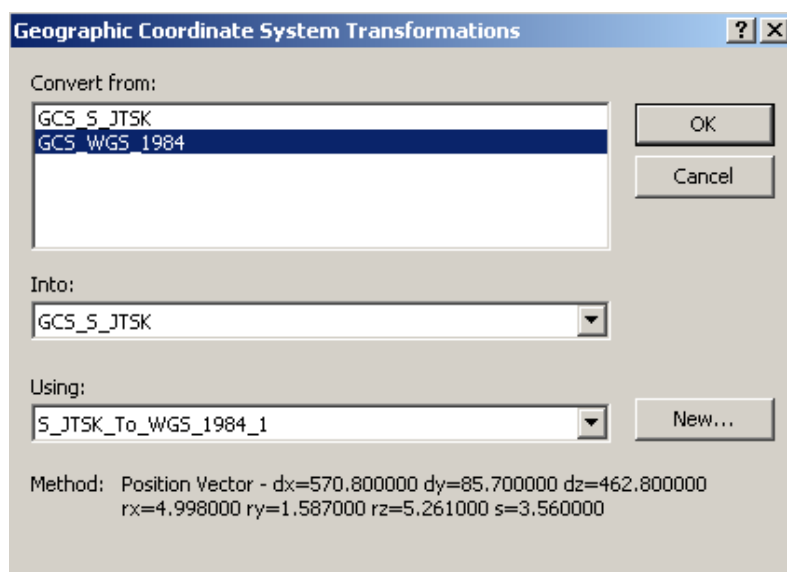 Geographic Coordinate System Transformations
Convert from:
GCS_S_JTSK
GCS_WGS_1984
OK
Cancel
Into:
GCS_S_JTSK
Using:
S_JTSK_To_WGS_1984_1
New...
Method: Position Vector - dx=570.800000 dy=85.700000 dz=462.800000
rx=4.998000 ry=1.587000 rz=5.261000 s=3.560000